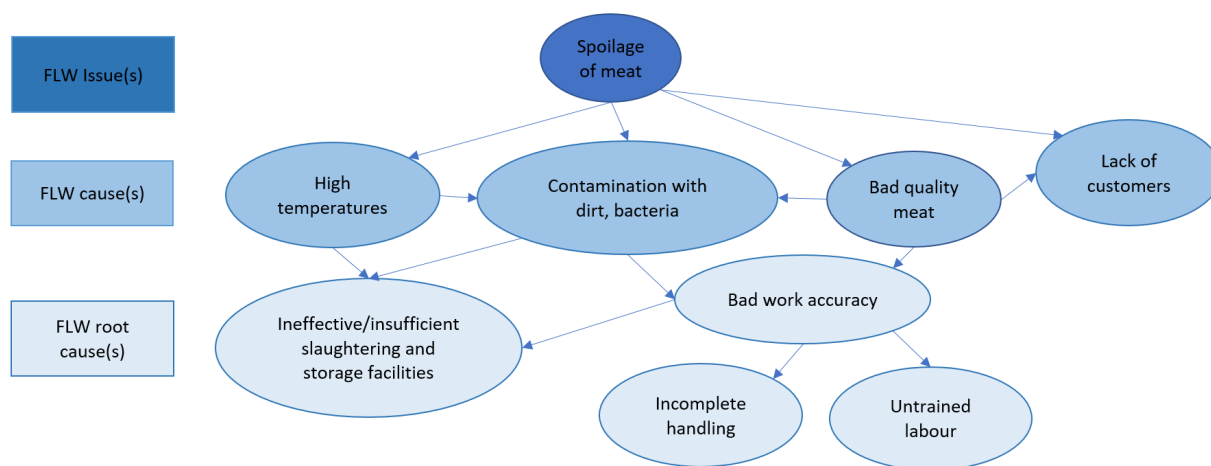 Spoilage
of meat
FLW Issue(s)
FLW cause(s)
High
temperatures
Contamination with
dirt, bacteria
Bad quality
meat
Lack of
customers
FLW root
cause(s)
Ineffective/insufficient
slaughtering and
storage facilities
Bad work accuracy
Incomplete
handling
Untrained
labour